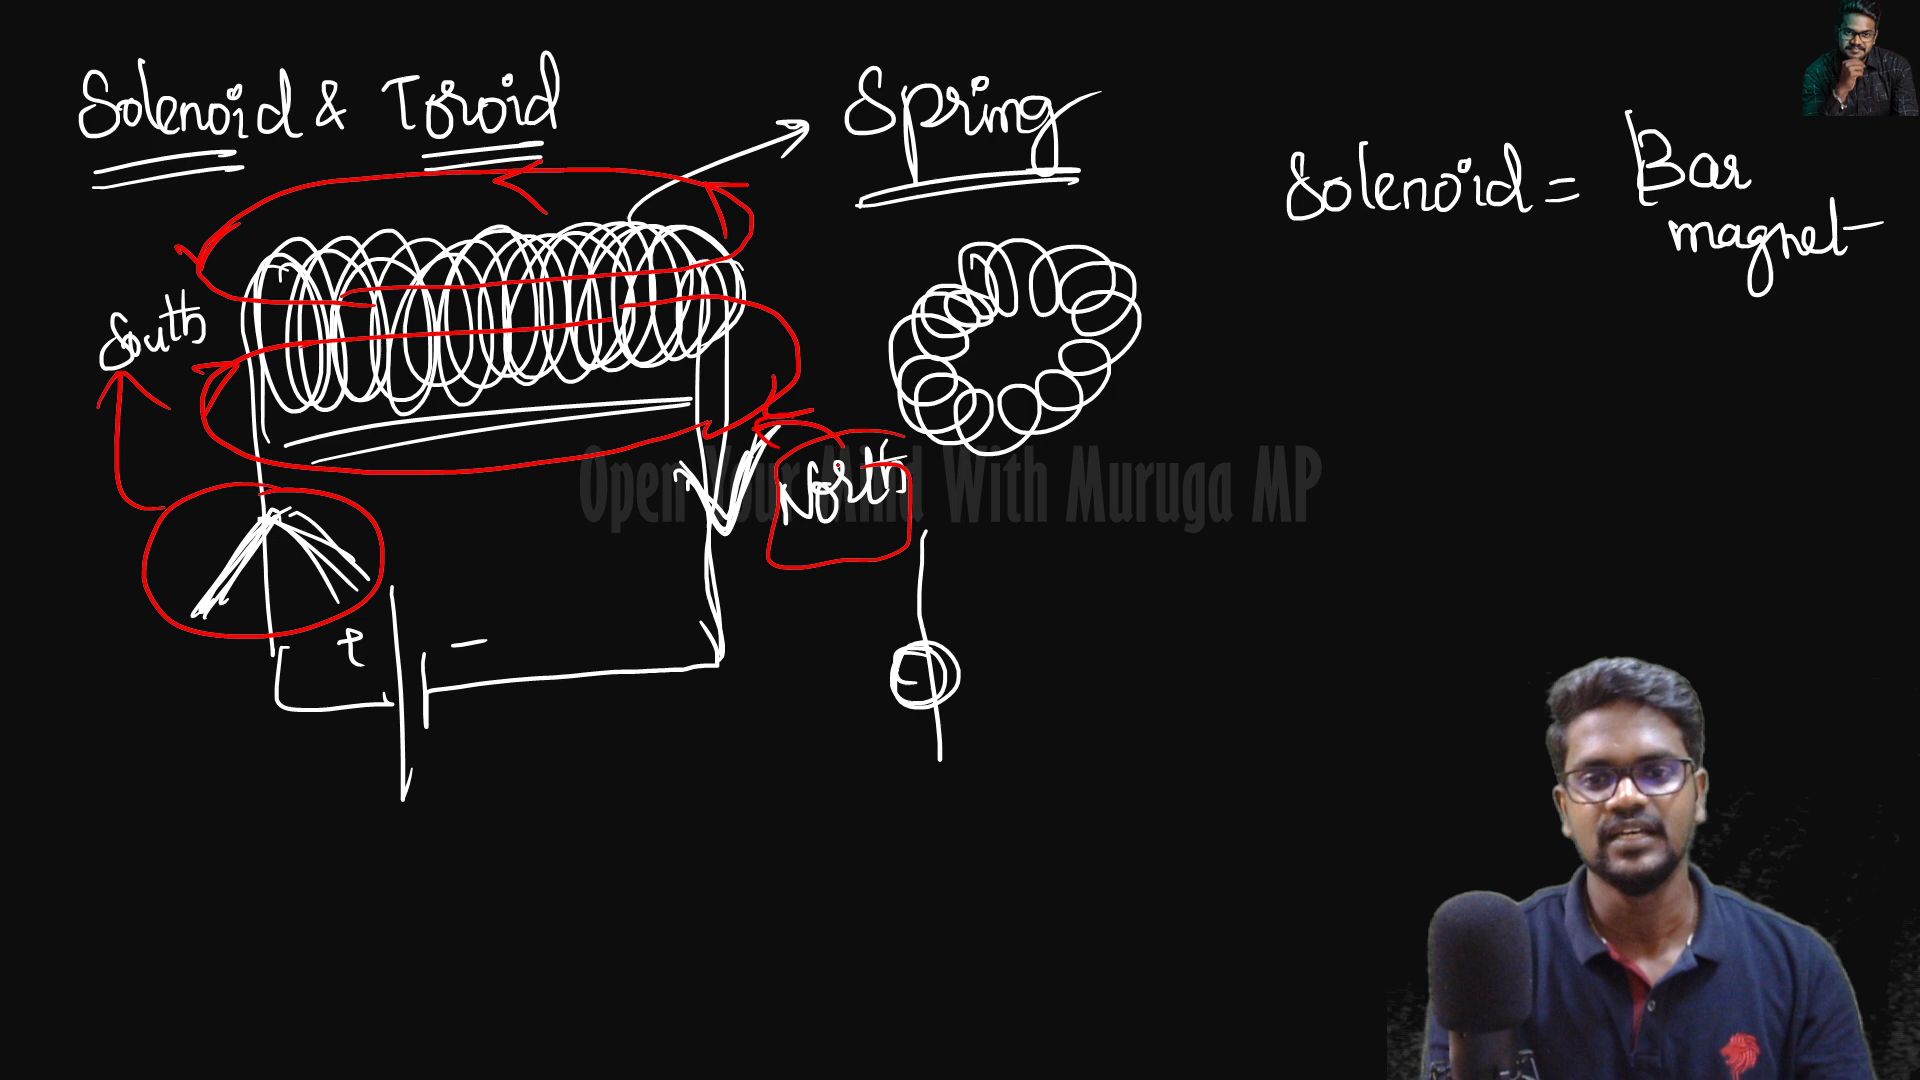 Solenoid & Toroid
Spring
Solenoid = Bar
magnet
South
North
Open Your Mind With Muruga MP
+
-